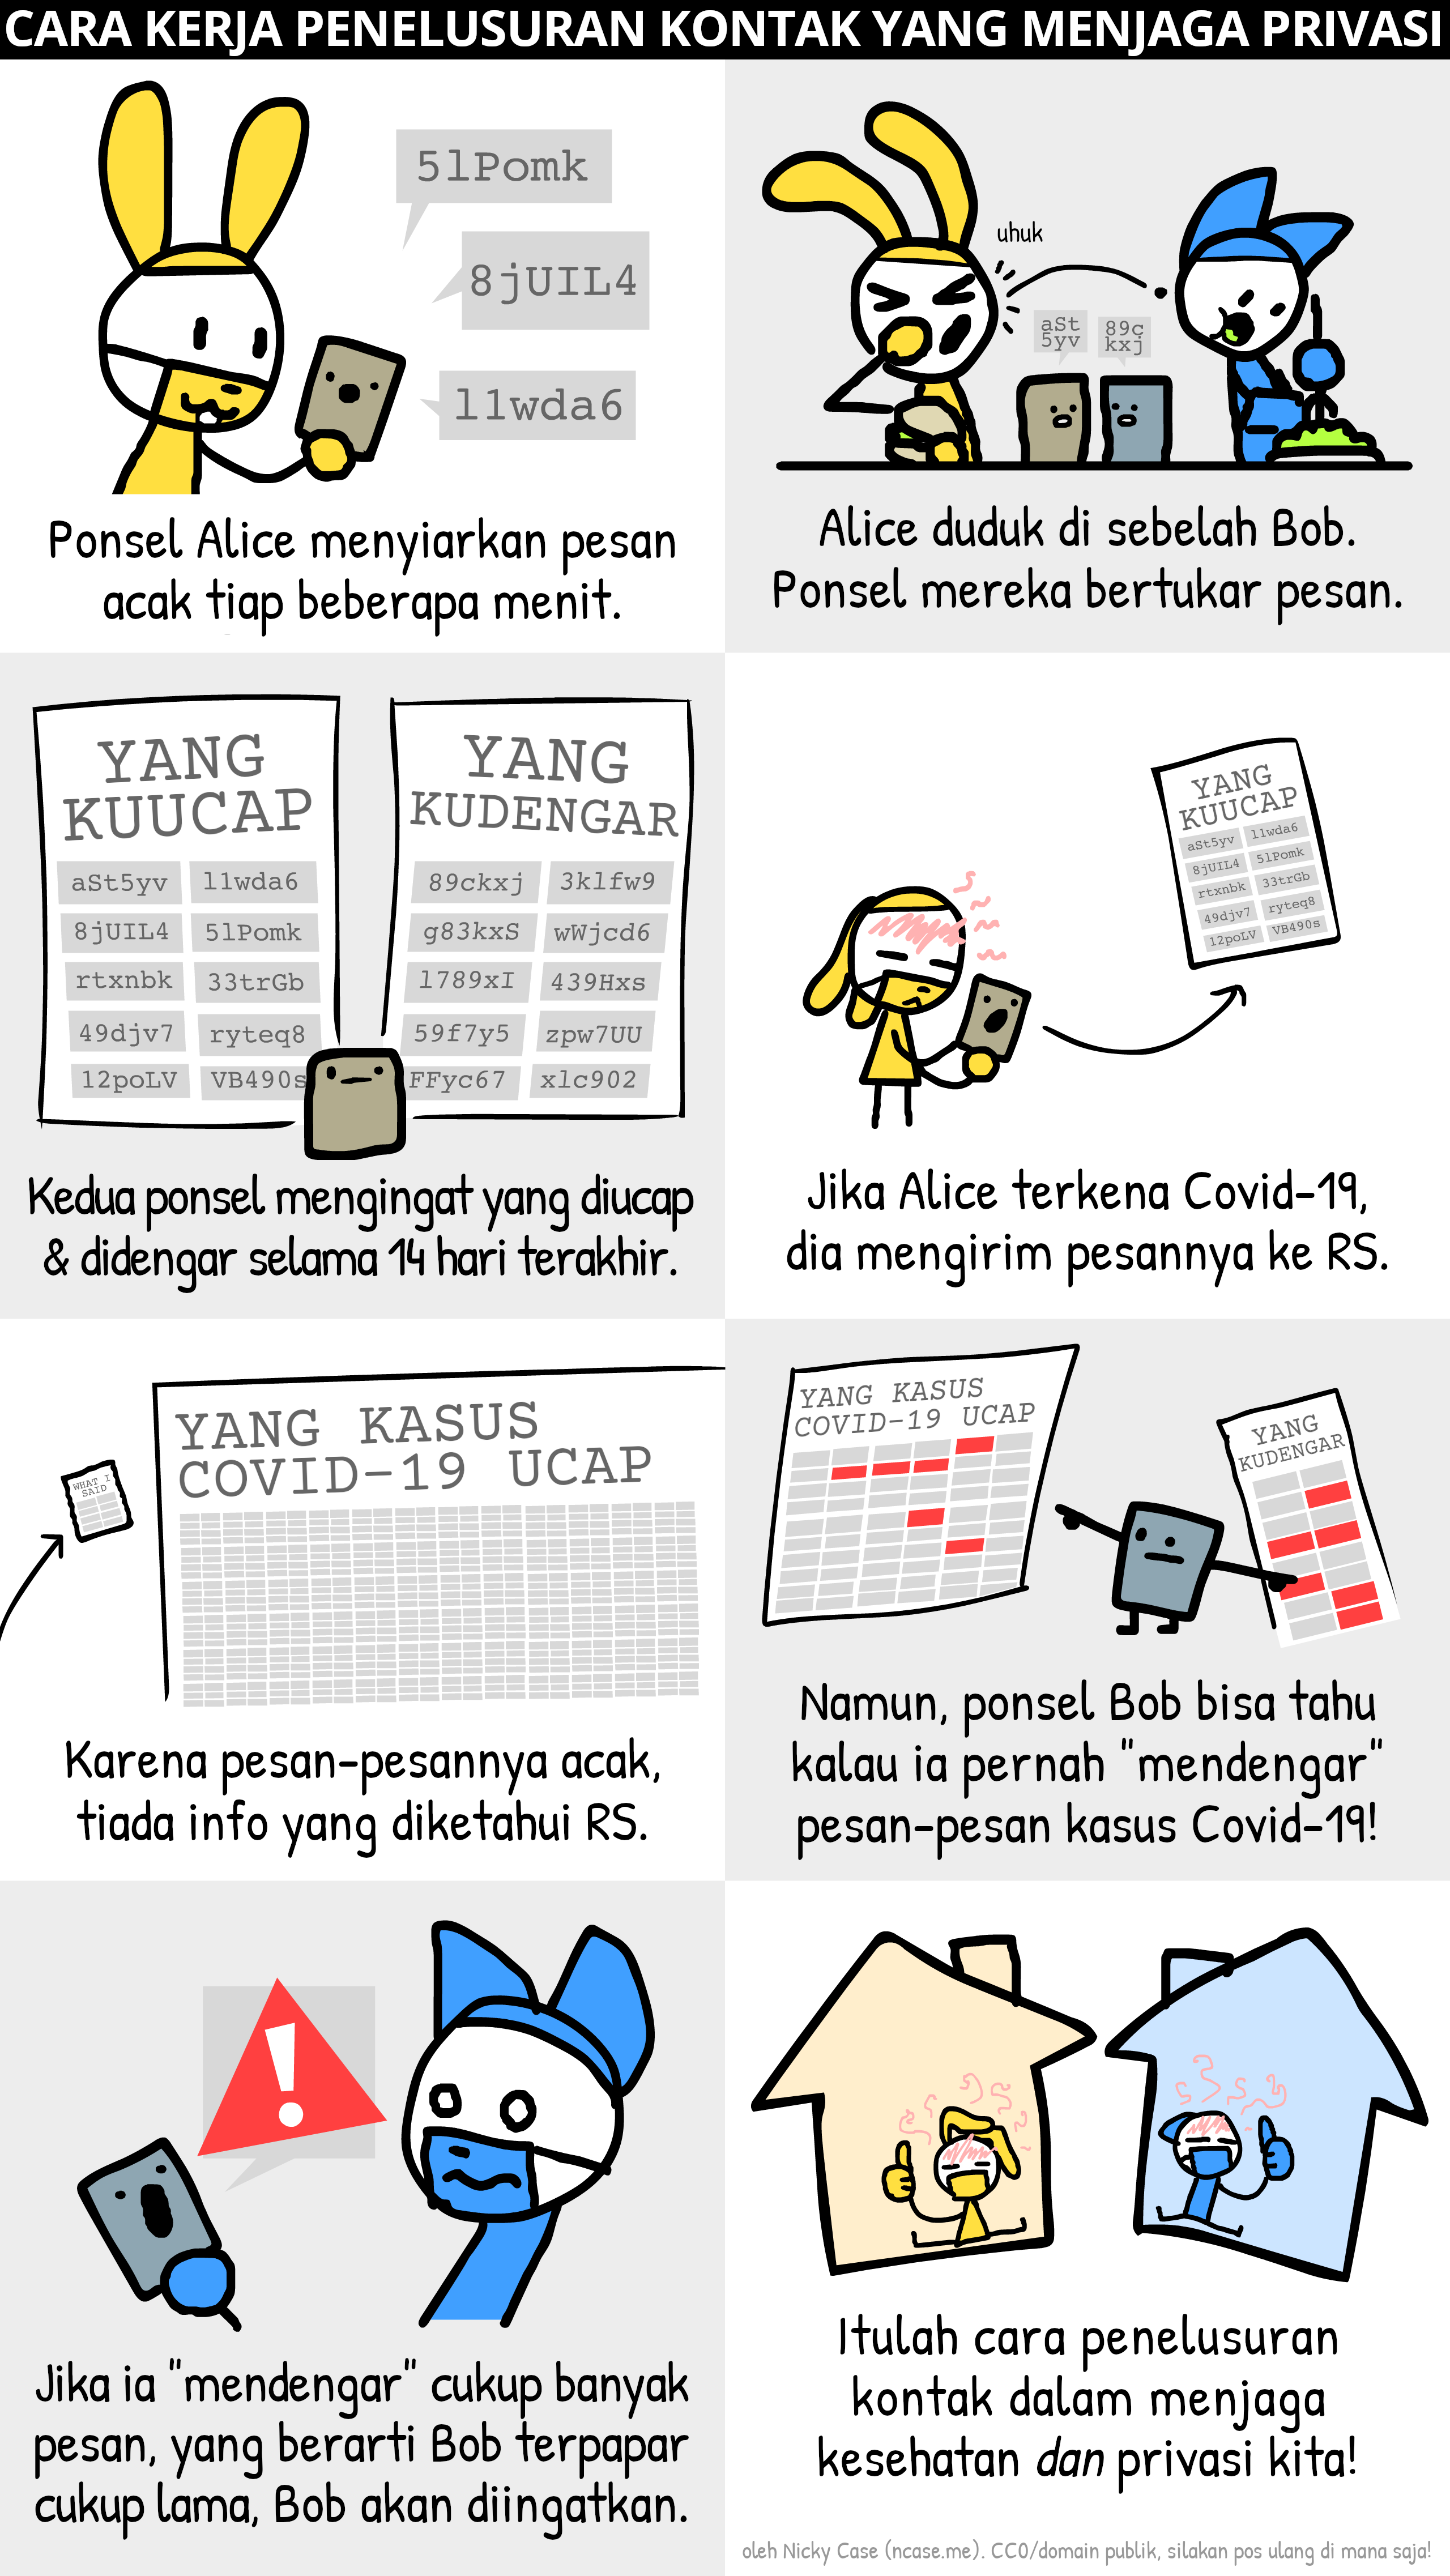 CARA KERJA PENELUSURAN KONTAK YANG MENJAGA PRIVASI
5lPomk
8jUIL4
l1wda6
Ponsel Alice menyiarkan pesan
acak tiap beberapa menit.
uhuk
aSt
5yv
89c
kxj
Alice duduk di sebelah Bob.
Ponsel mereka bertukar pesan.
YANG
KUUCAP
aSt5yv l1wda6
8jUIL4 5lPomk
rtxnbk 33trGb
49djv7 ryteq8
12poLV VB490s
YANG
KUDENGAR
89ckxj 3klfw9
g83kxS wWjcd6
l789xI 439Hxs
59f7y5 zpw7UU
FFyc67 xlc902
Kedua ponsel mengingat yang diucap
& didengar selama 14 hari terakhir.
YANG
KUUCAP
aSt5yv l1wda6
8jUIL4 5lPomk
rtxnbk 33trGb
49djv7 ryteq8
12poLV VB490s
Jika Alice terkena Covid-19,
dia mengirim pesannya ke RS.
WHAT I
SAID
YANG KASUS
COVID-19 UCAP
Karena pesan-pesannya acak,
tiada info yang diketahui RS.
YANG KASUS
COVID-19 UCAP
YANG
KUDENGAR
Namun, ponsel Bob bisa tahu
kalau ia pernah "mendengar"
pesan-pesan kasus Covid-19!
!
Jika ia "mendengar" cukup banyak
pesan, yang berarti Bob terpapar
cukup lama, Bob akan diingatkan.
Itulah cara penelusuran
kontak dalam menjaga
kesehatan dan privasi kita!
oleh Nicky Case (ncase.me). CC0/domain publik, silakan pos ulang di mana saja!